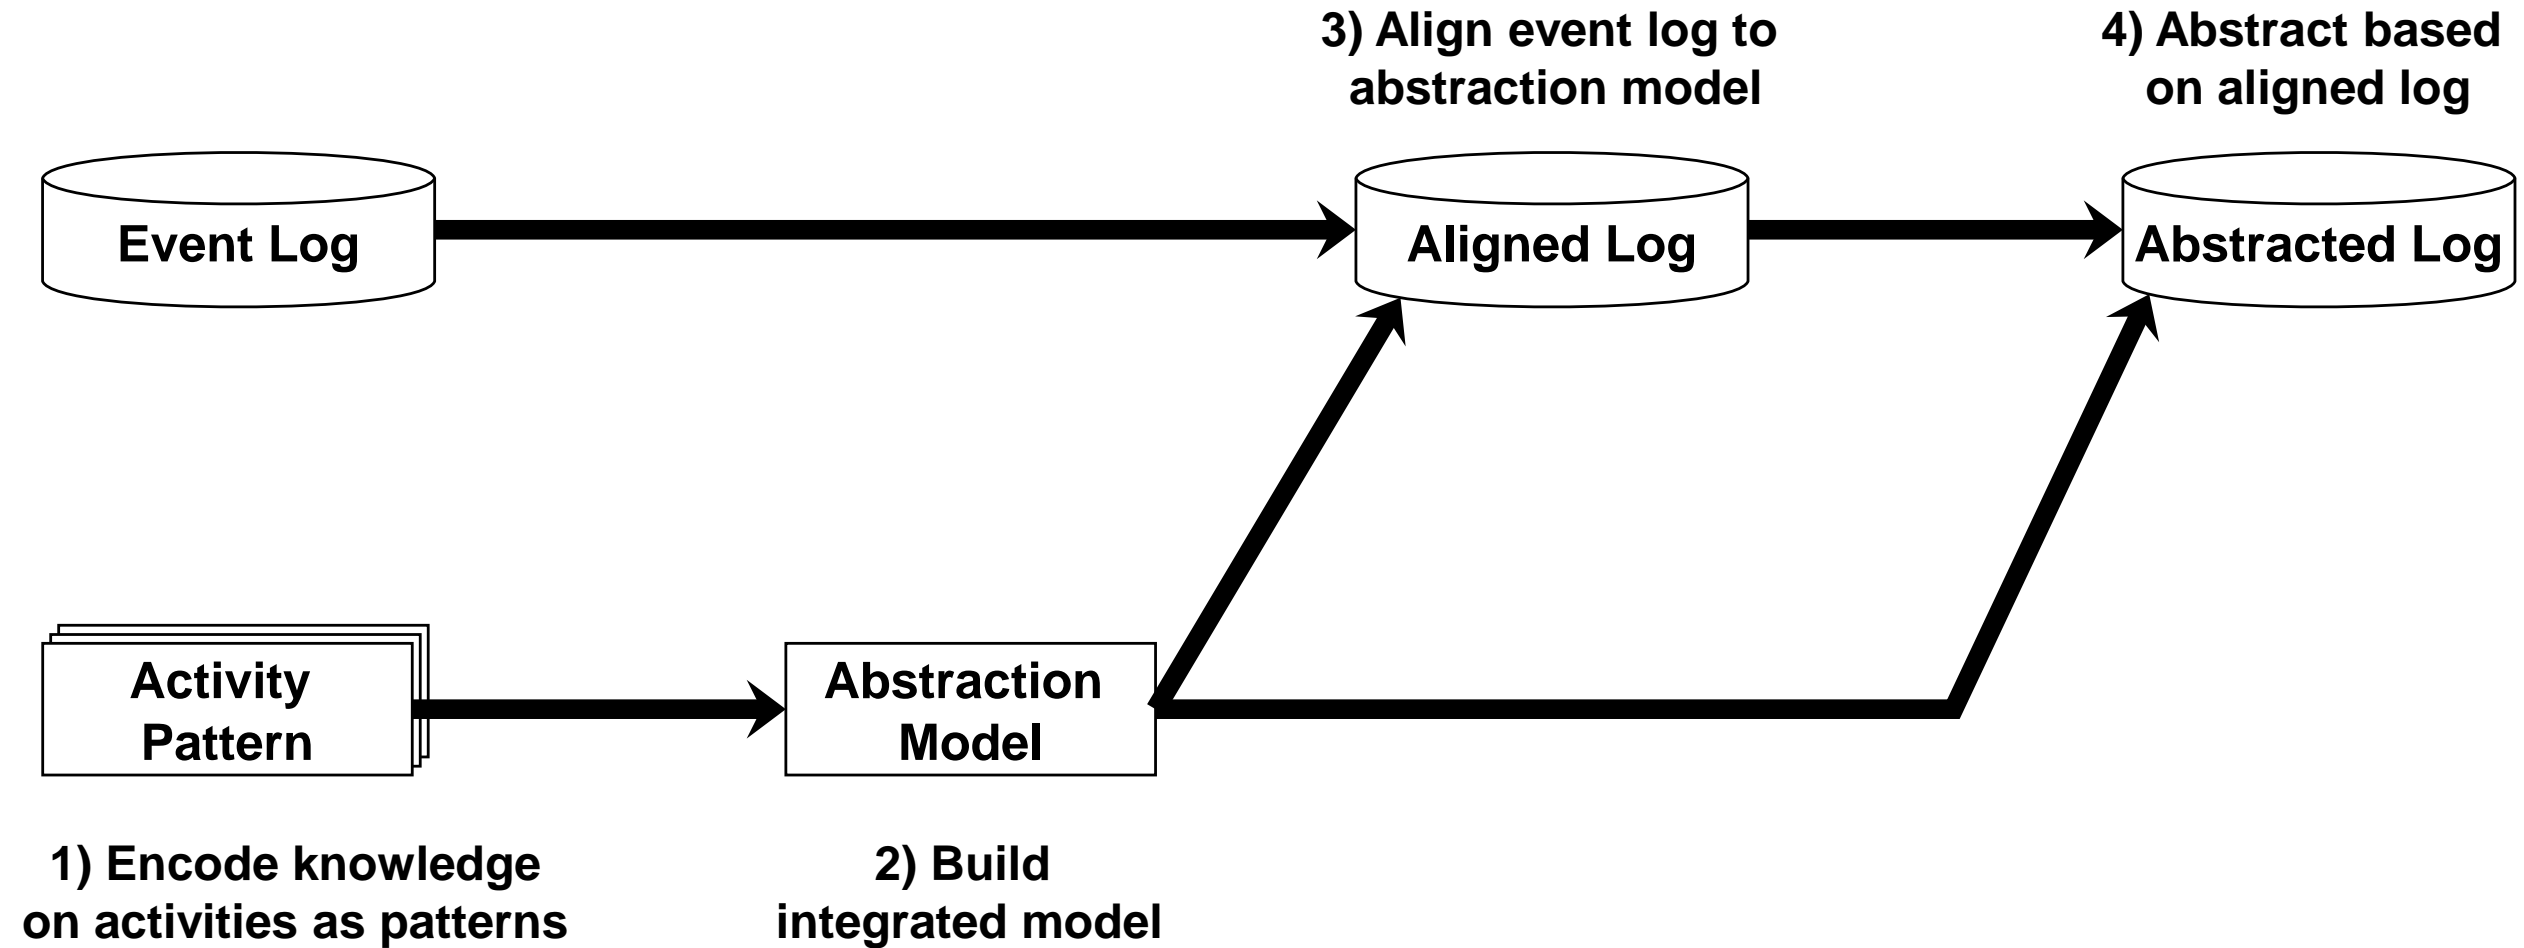 3) Align event log to
abstraction model
4) Abstract based
on aligned log
Event Log
Aligned Log
Abstracted Log
Activity
Pattern
Abstraction
Model
1) Encode knowledge
on activities as patterns
2) Build
integrated model